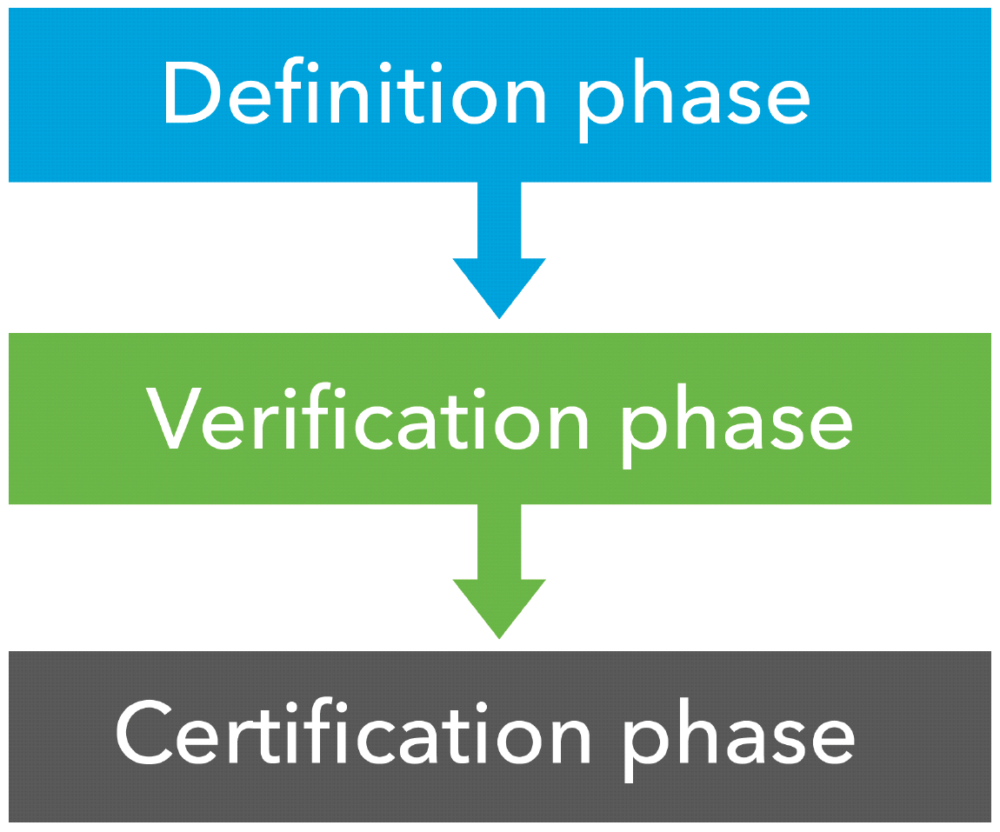 Definition phase
Verification phase
Certification phase